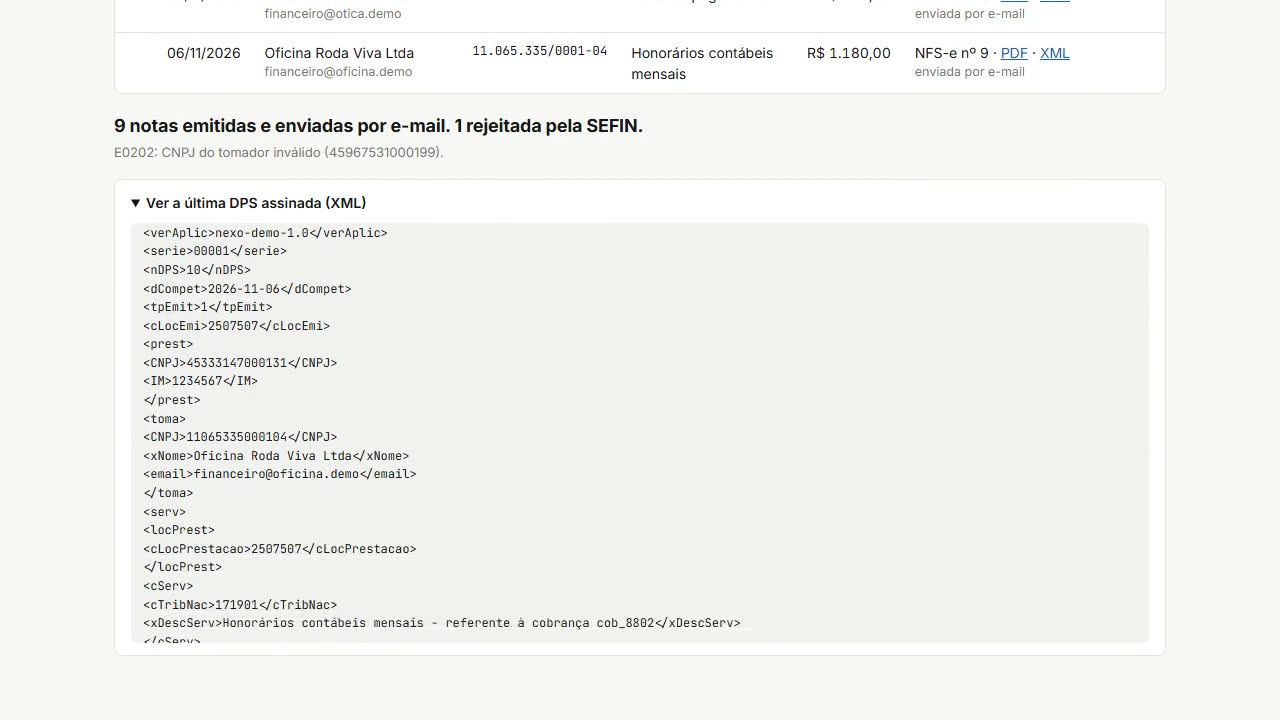 financeiro@otica.demo
enviada por e-mail
06/11/2026 Oficina Roda Viva Ltda 11.065.335/0001-04 Honorários contábeis R$ 1.180,00 NFS-e nº 9 · PDF · XML
financeiro@oficina.demo mensais enviada por e-mail
9 notas emitidas e enviadas por e-mail. 1 rejeitada pela SEFIN.
E0202: CNPJ do tomador inválido (45967531000199).
▼ Ver a última DPS assinada (XML)
<verAplic>nexo-demo-1.0</verAplic>
<serie>00001</serie>
<nDPS>10</nDPS>
<dCompet>2026-11-06</dCompet>
<tpEmit>1</tpEmit>
<cLocEmi>2507507</cLocEmi>
<prest>
<CNPJ>45333147000131</CNPJ>
<IM>1234567</IM>
</prest>
<toma>
<CNPJ>11065335000104</CNPJ>
<xNome>Oficina Roda Viva Ltda</xNome>
<email>financeiro@oficina.demo</email>
</toma>
<serv>
<locPrest>
<cLocPrestacao>2507507</cLocPrestacao>
</locPrest>
<cServ>
<cTribNac>171901</cTribNac>
<xDescServ>Honorários contábeis mensais - referente à cobrança cob_8802</xDescServ>
</cServ>